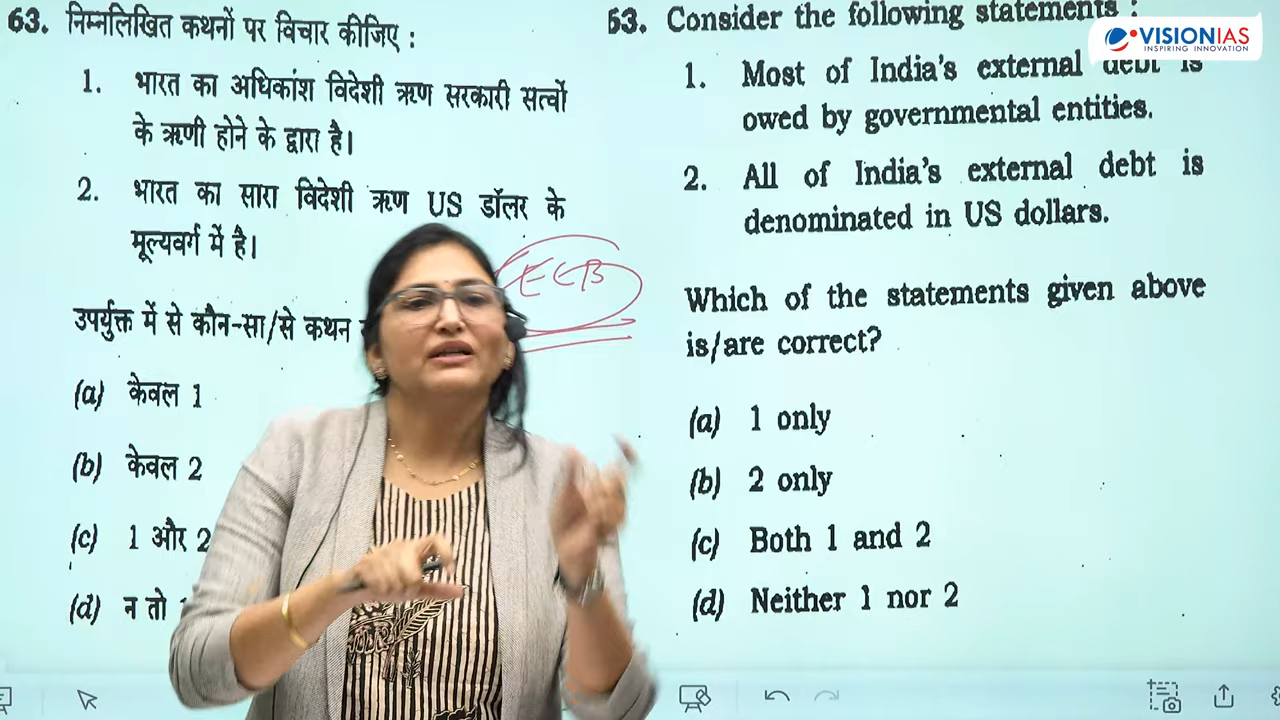 63. निम्नलिखित कथनों पर विचार कीजिए :
1. भारत का अधिकांश विदेशी ऋण सरकारी सत्वों
के ऋणी होने के द्वारा है।
2. भारत का सारा विदेशी ऋण US डॉलर के
मूल्यवर्ग में है।
उपर्युक्त में से कौन-सा/से कथन
(a) केवल 1
(b) केवल 2
(c) 1 और 2
(d) न तो
ECB
53. Consider the following statements :
1. Most of India's external debt is
owed by governmental entities.
2. All of India's external debt is
denominated in US dollars.
Which of the statements given above
is/are correct?
(a) 1 only
(b) 2 only
(c) Both 1 and 2
(d) Neither 1 nor 2
VISIONIAS
INSPIRING INNOVATION